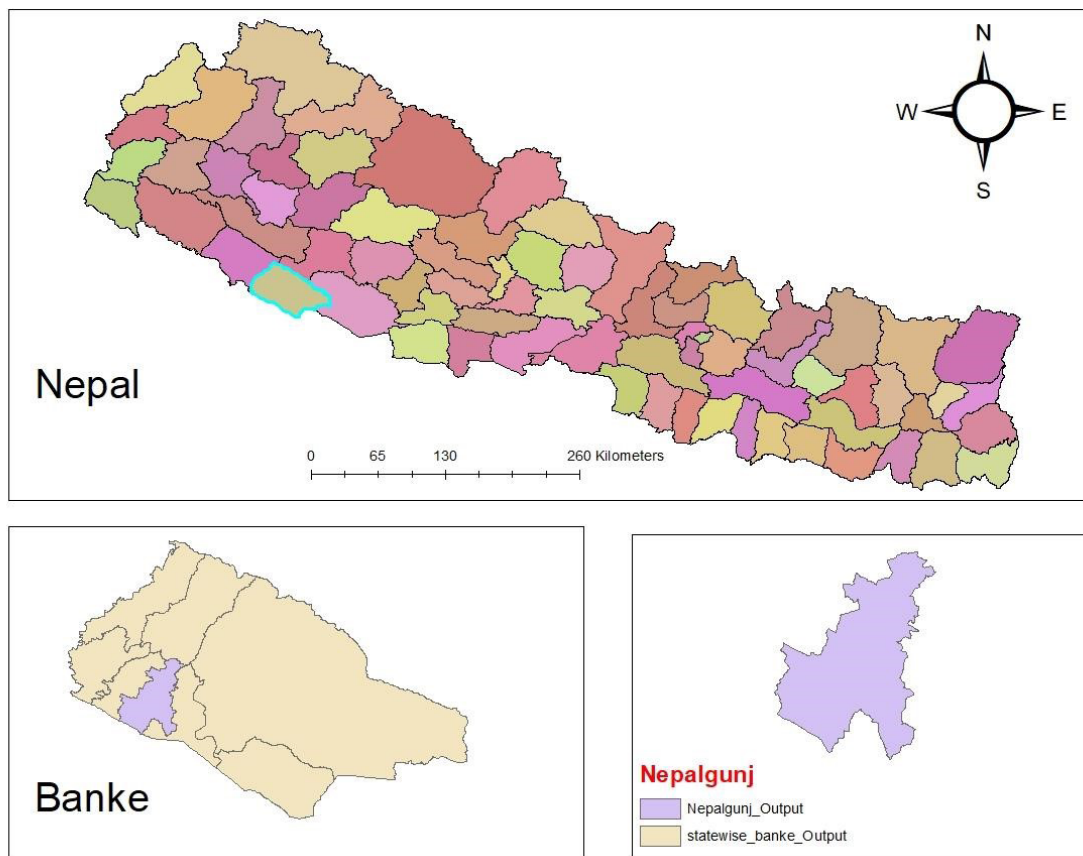 N
W E
S
Nepal
0 65 130 260 Kilometers
Banke
Nepalgunj
Nepalgunj_Output
statewise_banke_Output